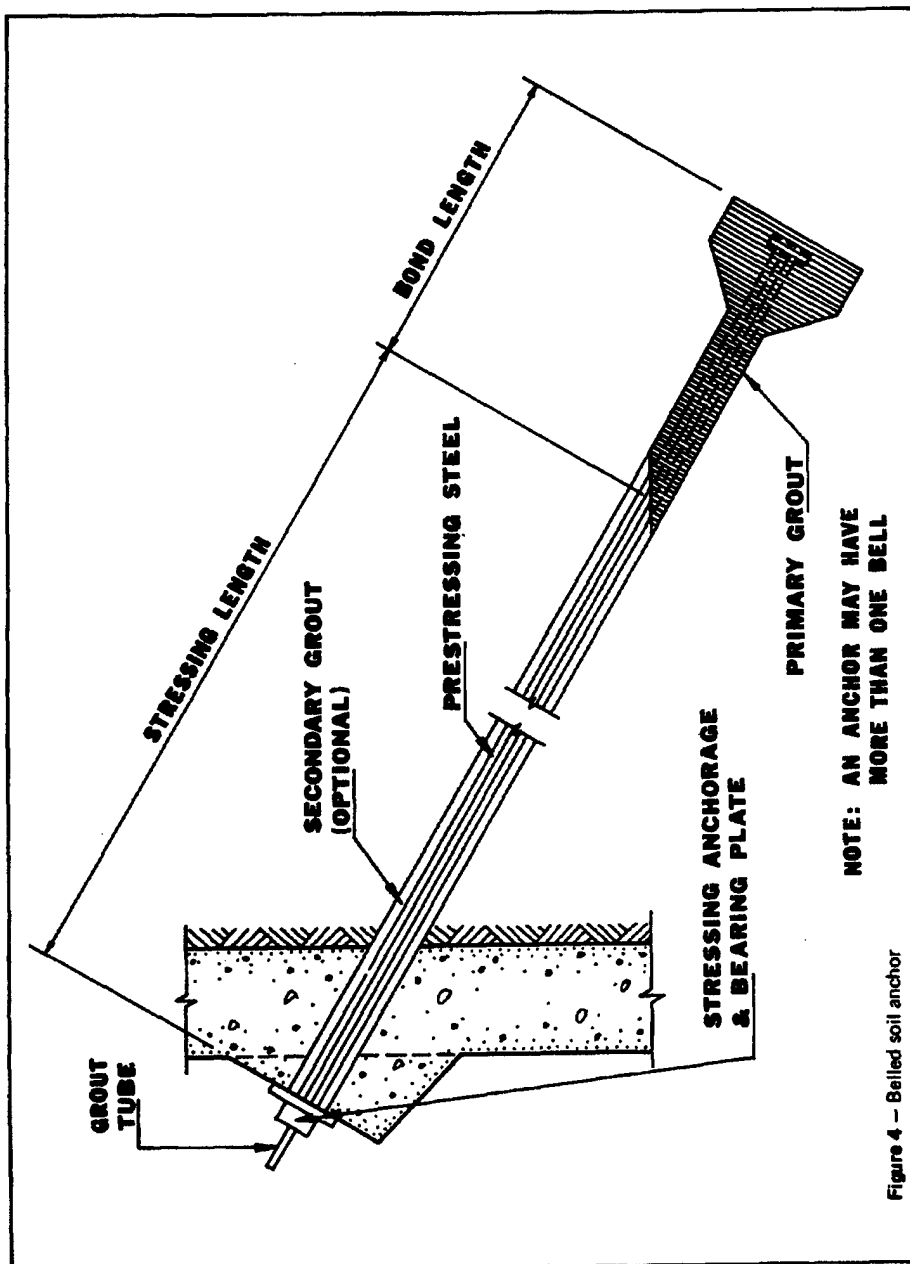 BOND LENGTH
STRESSING LENGTH
PRESTRESSING STEEL
SECONDARY GROUT
(OPTIONAL)
GROUT
TUBE
PRIMARY GROUT
STRESSING ANCHORAGE
& BEARING PLATE
NOTE: AN ANCHOR MAY HAVE
MORE THAN ONE BELL
Figure 4 – Belled soil anchor